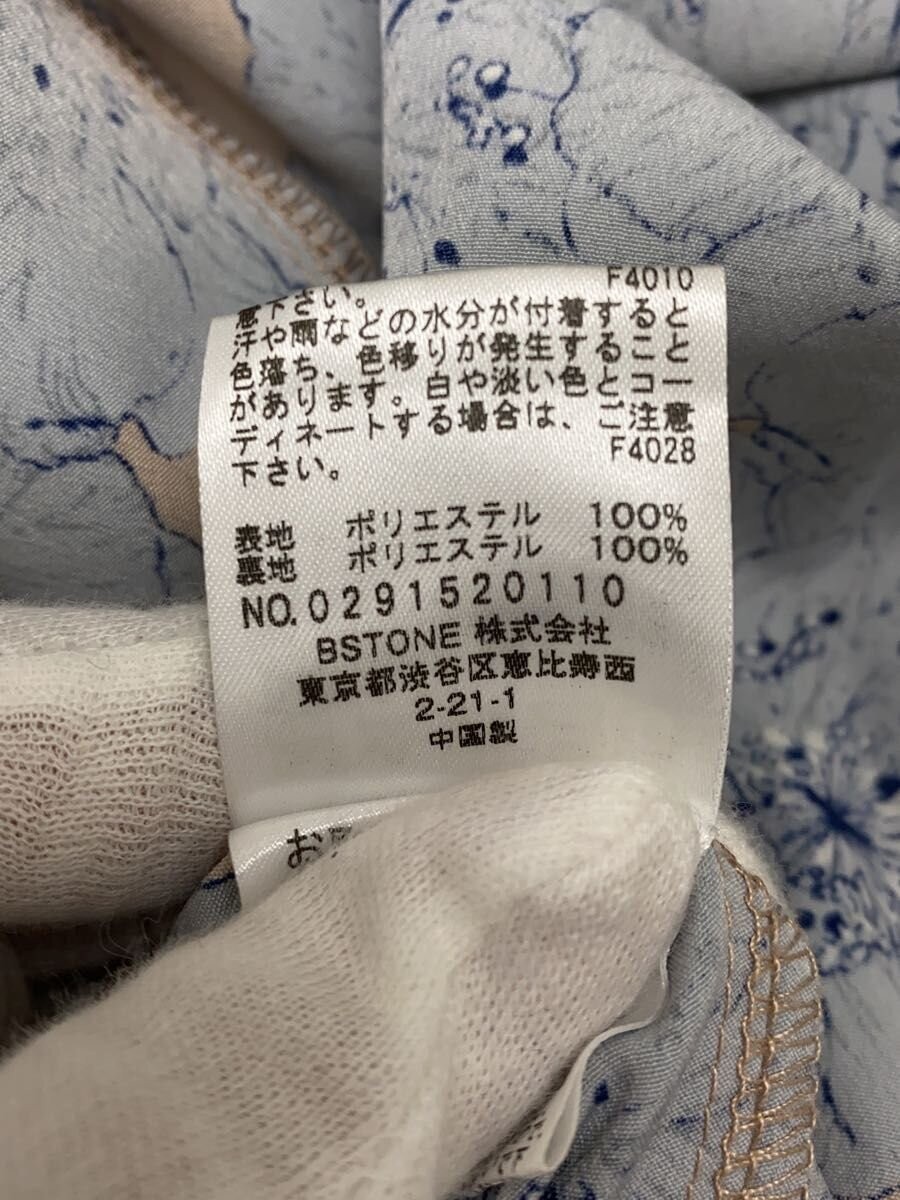 F4010
意下さい。
汗や雨などの水分が付着すると
色落ち、色移りが発生すること
があります。白や淡い色とコー
ディネートする場合は、ご注意
下さい。
F4028
表地 ポリエステル 100%
裏地 ポリエステル 100%
NO.0291520110
BSTONE 株式会社
東京都渋谷区恵比寿西
2-21-1
中国製
お